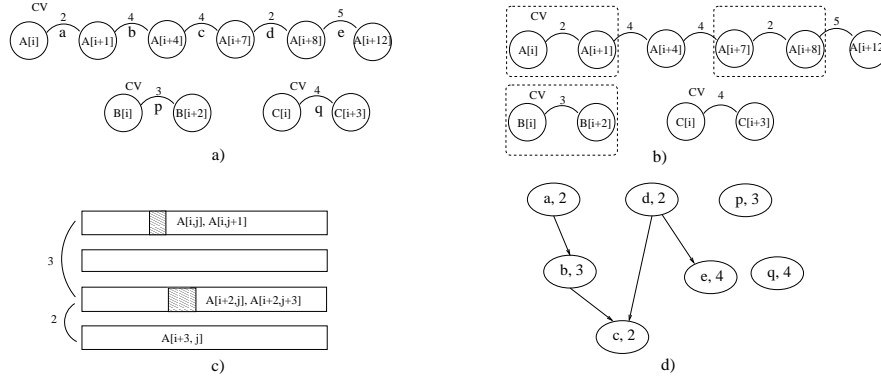 CV
2 4 4 2 5
A[i] a A[i+1] b A[i+4] c A[i+7] d A[i+8] e A[i+12]
CV 3
B[i] p B[i+2]
CV 4
C[i] q C[i+3]
a)
CV
2 4 4 2 5
A[i] A[i+1] A[i+4] A[i+7] A[i+8] A[i+12]
CV
3
B[i] B[i+2]
CV 4
C[i] C[i+3]
b)
A[i,j], A[i,j+1]
3
A[i+2,j], A[i+2,j+3]
2
A[i+3, j]
c)
a, 2 d, 2 p, 3
b, 3 e, 4 q, 4
c, 2
d)